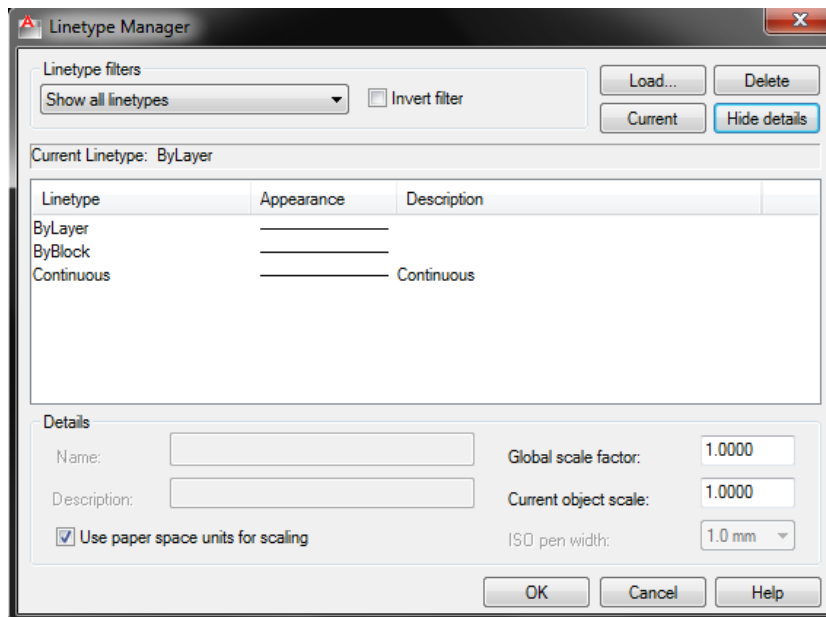 Linetype Manager
Linetype filters
Show all linetypes
Invert filter
Load...
Delete
Current
Hide details
Current Linetype: ByLayer
Linetype Appearance Description
ByLayer
ByBlock
Continuous Continuous
Details
Name:
Description:
Use paper space units for scaling
Global scale factor: 1.0000
Current object scale: 1.0000
ISO pen width: 1.0 mm
OK Cancel Help